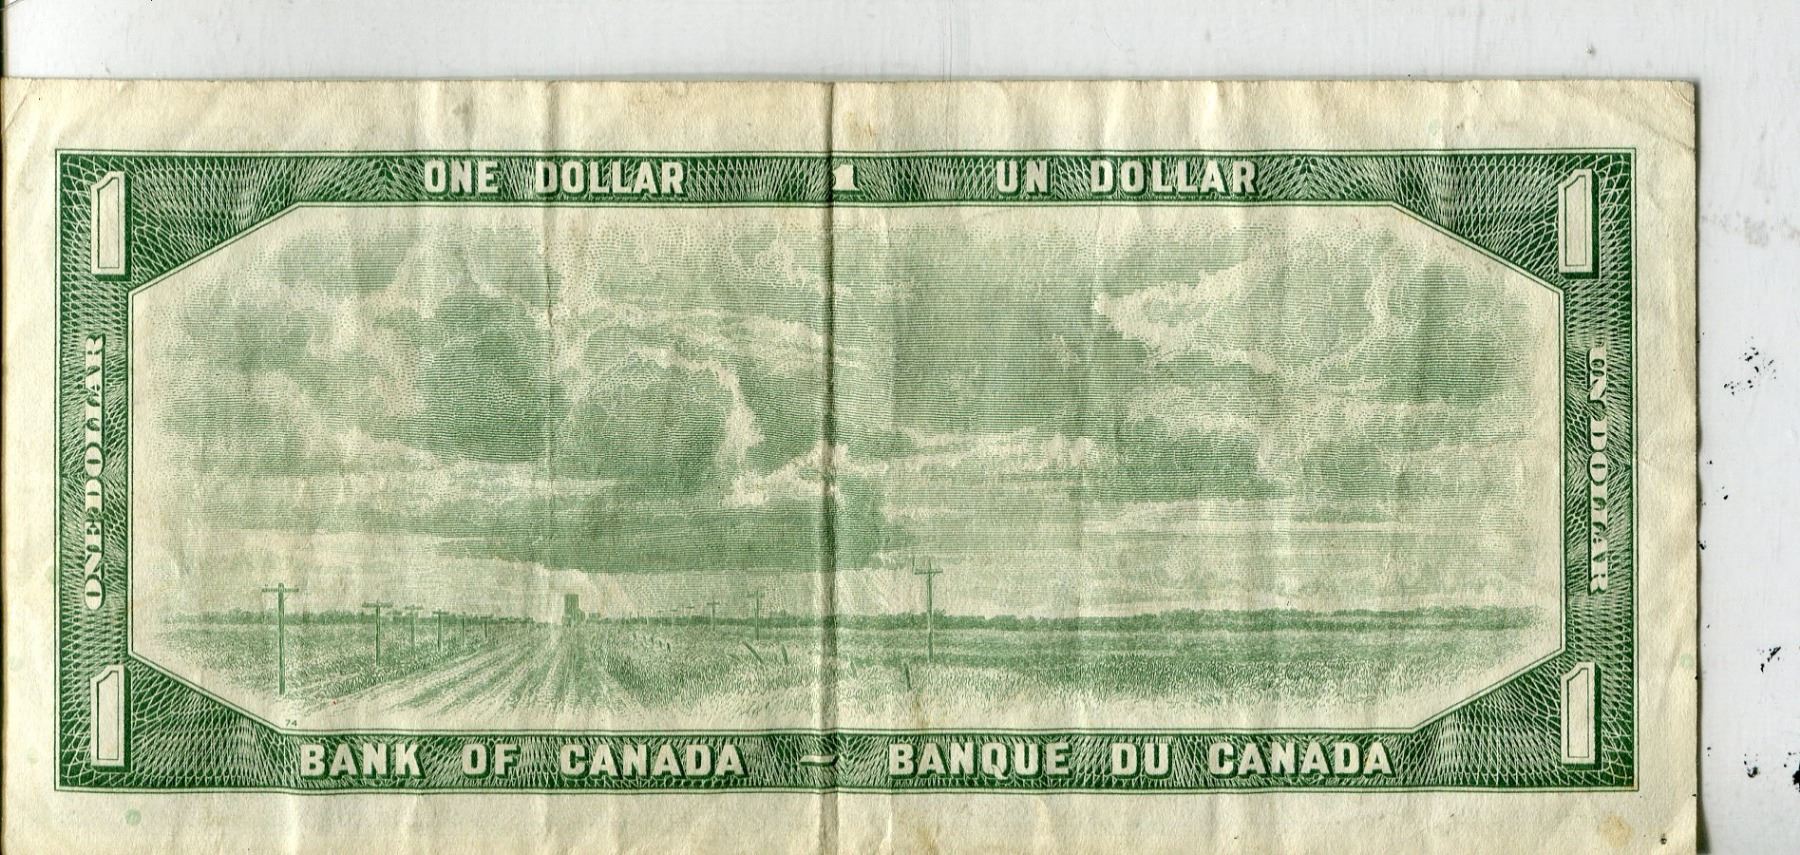 ONE DOLLAR 1 UN DOLLAR
1 1
ONE DOLLAR
UN DOLLAR
1 1
74
BANK OF CANADA – BANQUE DU CANADA